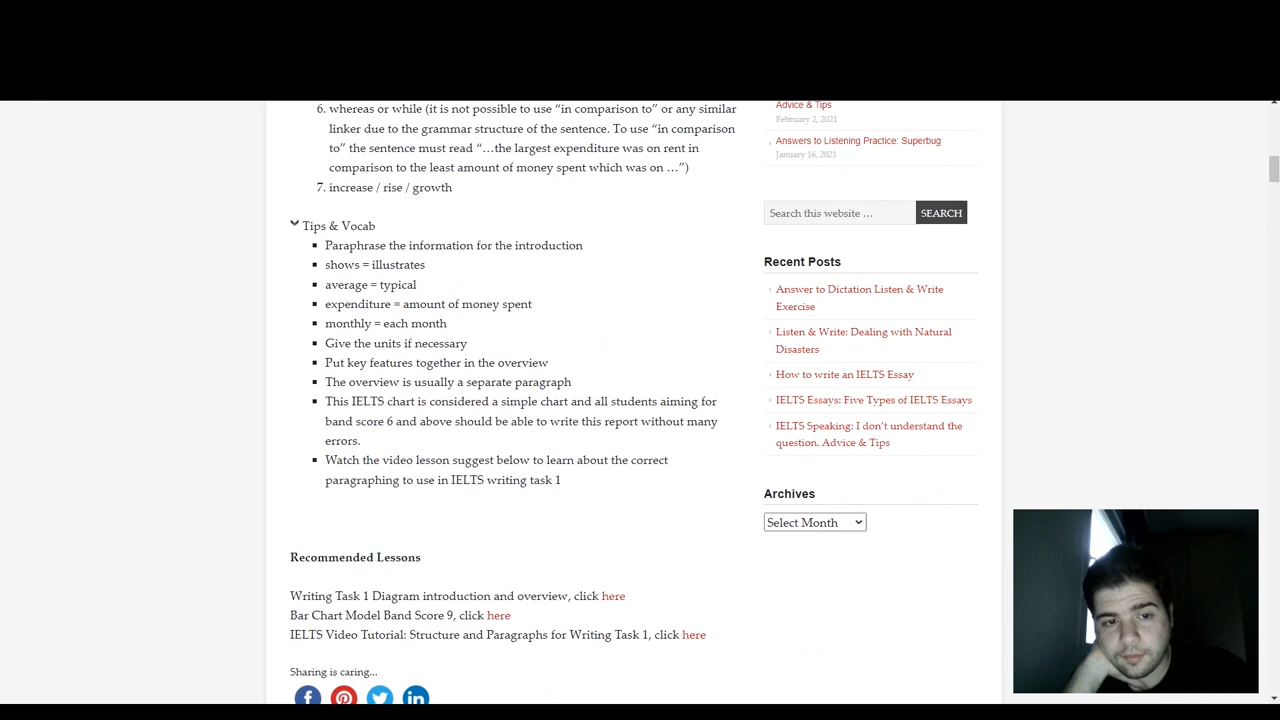 6. whereas or while (it is not possible to use “in comparison to” or any similar
linker due to the grammar structure of the sentence. To use “in comparison
to” the sentence must read “…the largest expenditure was on rent in
comparison to the least amount of money spent which was on …”)
7. increase / rise / growth
Tips & Vocab
Paraphrase the information for the introduction
shows = illustrates
average = typical
expenditure = amount of money spent
monthly = each month
Give the units if necessary
Put key features together in the overview
The overview is usually a separate paragraph
This IELTS chart is considered a simple chart and all students aiming for
band score 6 and above should be able to write this report without many
errors.
Watch the video lesson suggest below to learn about the correct
paragraphing to use in IELTS writing task 1
Recommended Lessons
Writing Task 1 Diagram introduction and overview, click here
Bar Chart Model Band Score 9, click here
IELTS Video Tutorial: Structure and Paragraphs for Writing Task 1, click here
Sharing is caring...
Advice & Tips
February 2, 2021
Answers to Listening Practice: Superbug
January 16, 2021
Search this website …
SEARCH
Recent Posts
Answer to Dictation Listen & Write
Exercise
Listen & Write: Dealing with Natural
Disasters
How to write an IELTS Essay
IELTS Essays: Five Types of IELTS Essays
IELTS Speaking: I don’t understand the
question. Advice & Tips
Archives
Select Month